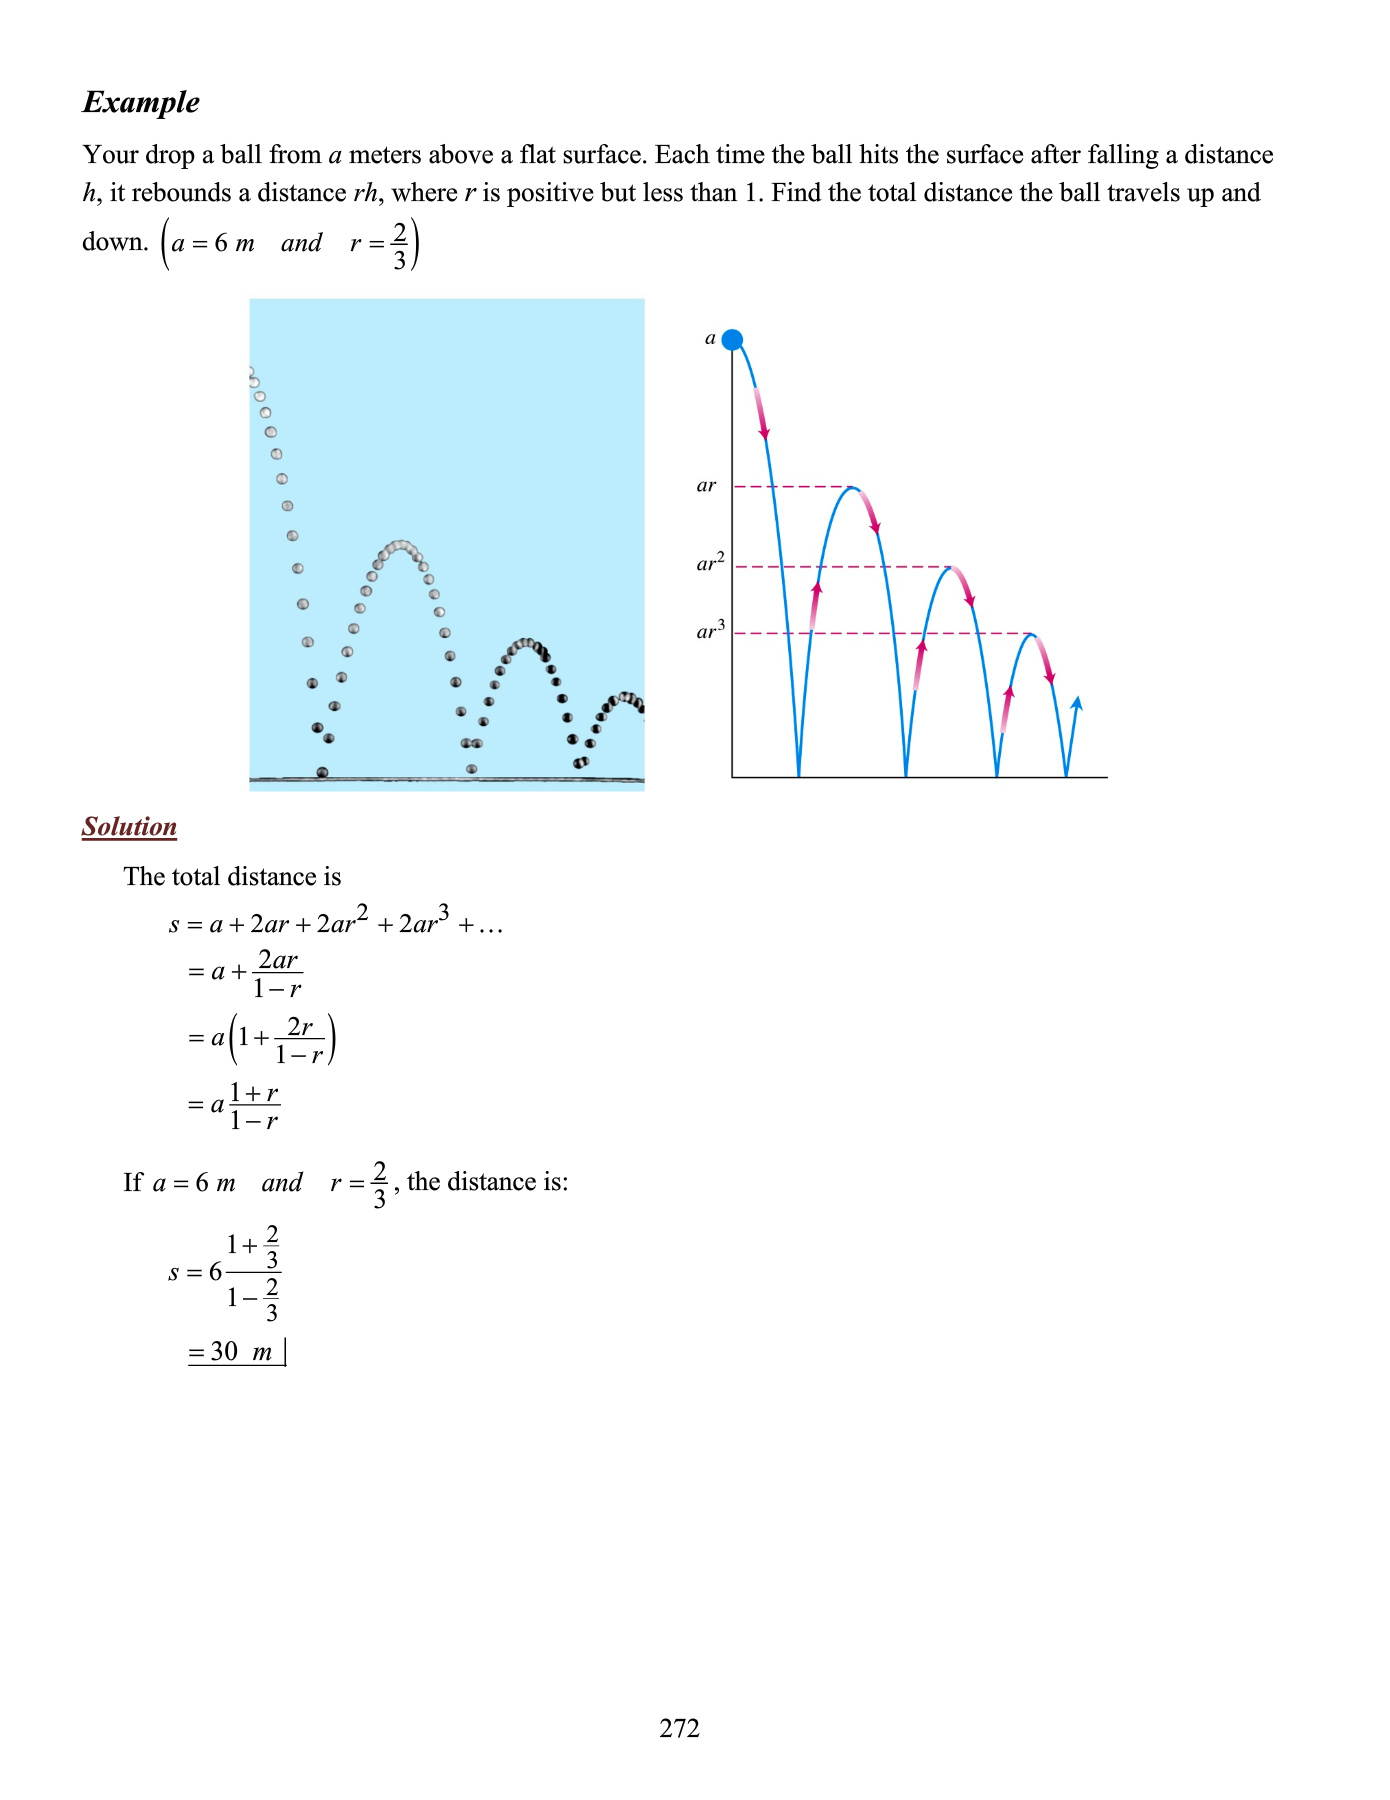 Example
Your drop a ball from a meters above a flat surface. Each time the ball hits the surface after falling a distance
h, it rebounds a distance rh, where r is positive but less than 1. Find the total distance the ball travels up and
down. (a = 6 m and r = 2/3)
a
ar
ar²
ar³
Solution
The total distance is
s = a + 2ar + 2ar² + 2ar³ + …
= a + 2ar/(1 − r)
= a(1 + 2r/(1 − r))
= a (1 + r)/(1 − r)
If a = 6 m and r = 2/3, the distance is:
s = 6 (1 + 2/3)/(1 − 2/3)
= 30 m |
272